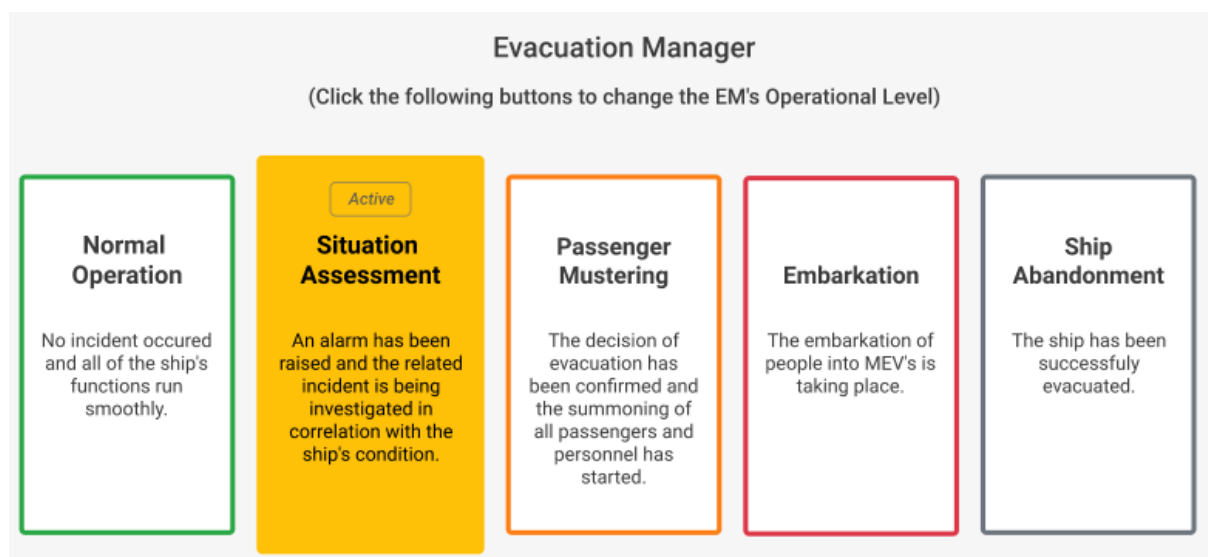 Evacuation Manager
(Click the following buttons to change the EM's Operational Level)
Normal
Operation
No incident occured
and all of the ship's
functions run
smoothly.
Active
Situation
Assessment
An alarm has been
raised and the related
incident is being
investigated in
correlation with the
ship's condition.
Passenger
Mustering
The decision of
evacuation has
been confirmed and
the summoning of
all passengers and
personnel has
started.
Embarkation
The embarkation of
people into MEV's is
taking place.
Ship
Abandonment
The ship has been
successfuly
evacuated.